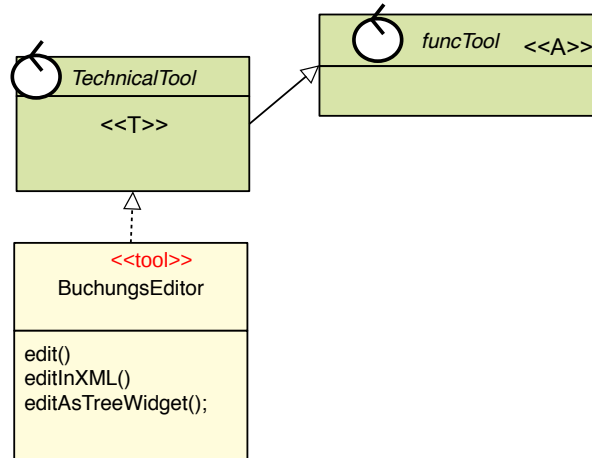 funcTool
<<A>>
TechnicalTool
<<T>>
<<tool>>
BuchungsEditor
edit()
editInXML()
editAsTreeWidget();